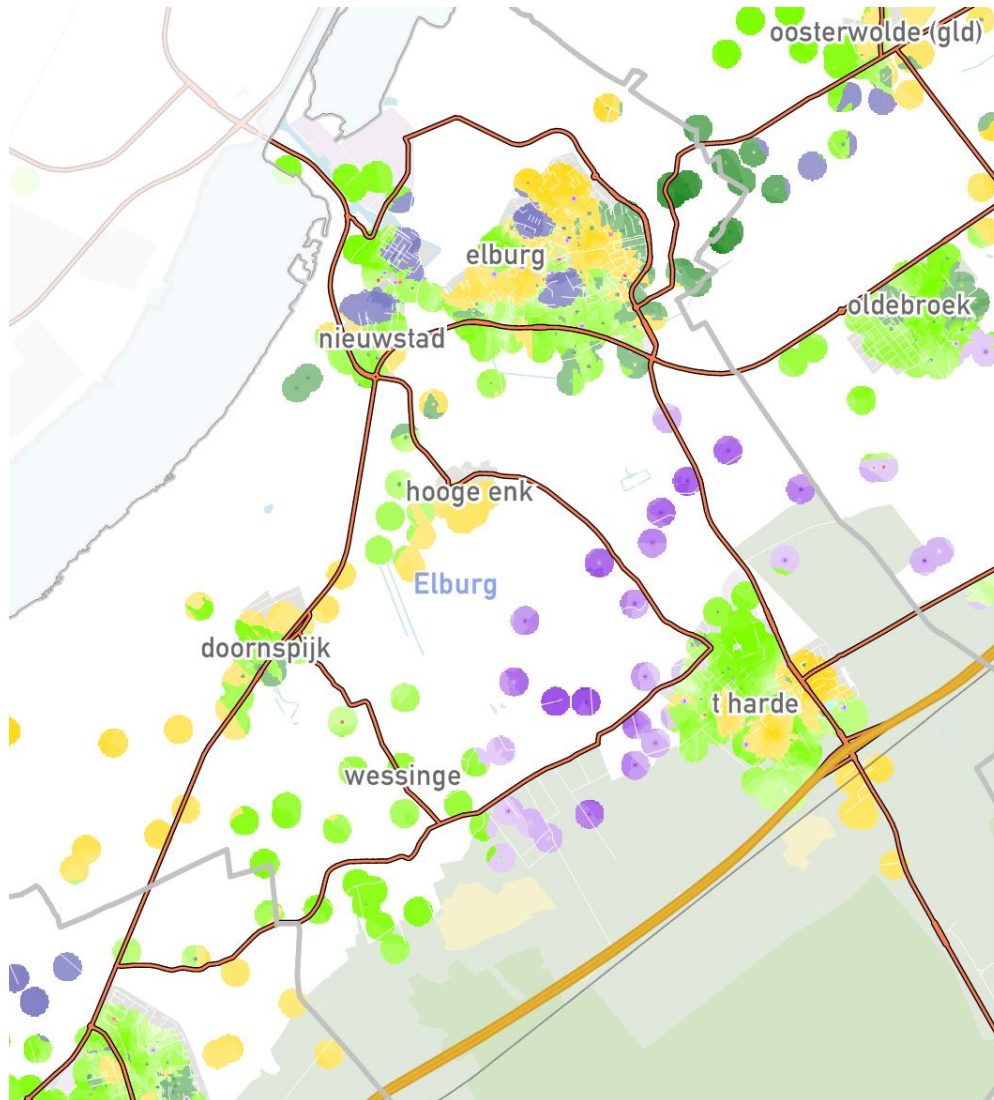 oosterwolde (gld)
elburg
oldebroek
nieuwstad
hooge enk
Elburg
doornspijk
t harde
wessinge